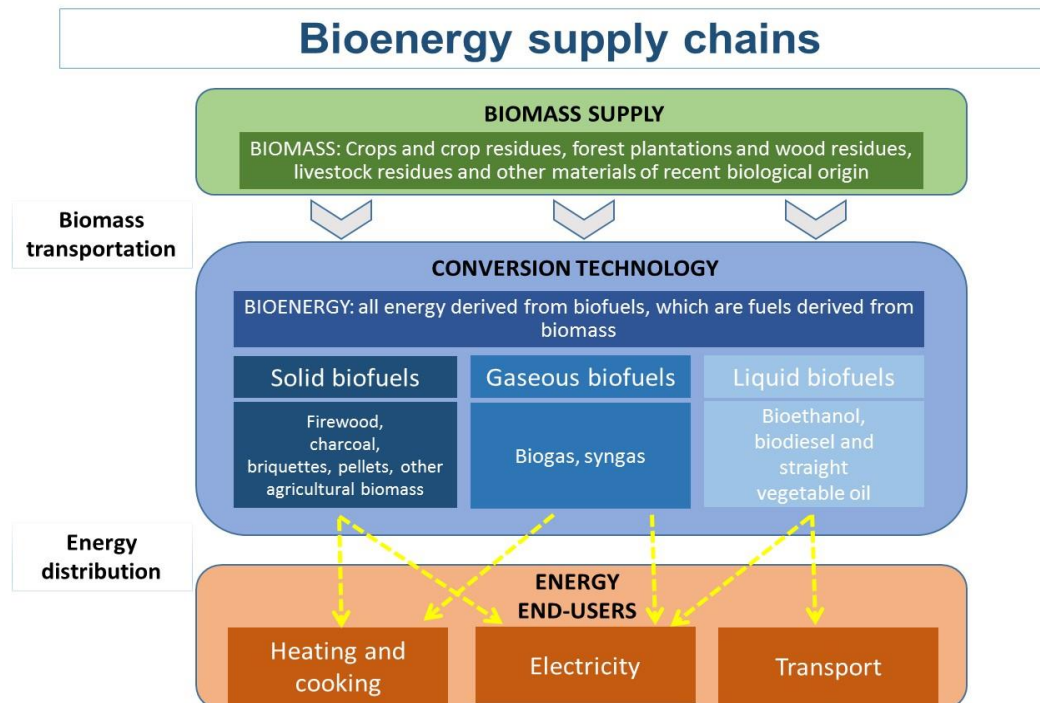 Bioenergy supply chains
BIOMASS SUPPLY
BIOMASS: Crops and crop residues, forest plantations and wood residues,
livestock residues and other materials of recent biological origin
Biomass
transportation
CONVERSION TECHNOLOGY
BIOENERGY: all energy derived from biofuels, which are fuels derived from
biomass
Solid biofuels
Firewood,
charcoal,
briquettes, pellets, other
agricultural biomass
Gaseous biofuels
Biogas, syngas
Liquid biofuels
Bioethanol,
biodiesel and
straight
vegetable oil
Energy
distribution
ENERGY
END-USERS
Heating and
cooking
Electricity
Transport